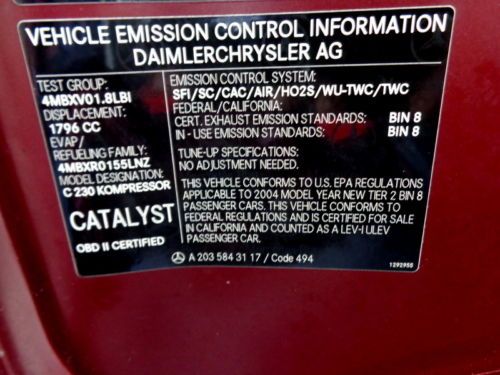 VEHICLE EMISSION CONTROL INFORMATION
DAIMLERCHRYSLER AG
TEST GROUP:
4MBXV01.8LBI
DISPLACEMENT:
1796 CC
EVAP/
REFUELING FAMILY:
4MBXR0155LNZ
MODEL DESIGNATION:
C 230 KOMPRESSOR
CATALYST
OBD II CERTIFIED
EMISSION CONTROL SYSTEM:
SFI/SC/CAC/AIR/HO2S/WU-TWC/TWC
FEDERAL/CALIFORNIA:
CERT. EXHAUST EMISSION STANDARDS: BIN 8
IN - USE EMISSION STANDARDS: BIN 8
TUNE-UP SPECIFICATIONS:
NO ADJUSTMENT NEEDED.
THIS VEHICLE CONFORMS TO U.S. EPA REGULATIONS
APPLICABLE TO 2004 MODEL YEAR NEW TIER 2 BIN 8
PASSENGER CARS. THIS VEHICLE CONFORMS TO
FEDERAL REGULATIONS AND IS CERTIFIED FOR SALE
IN CALIFORNIA AND COUNTED AS A LEV-I ULEV
PASSENGER CAR.
A 203 584 31 17 / Code 494
1292955